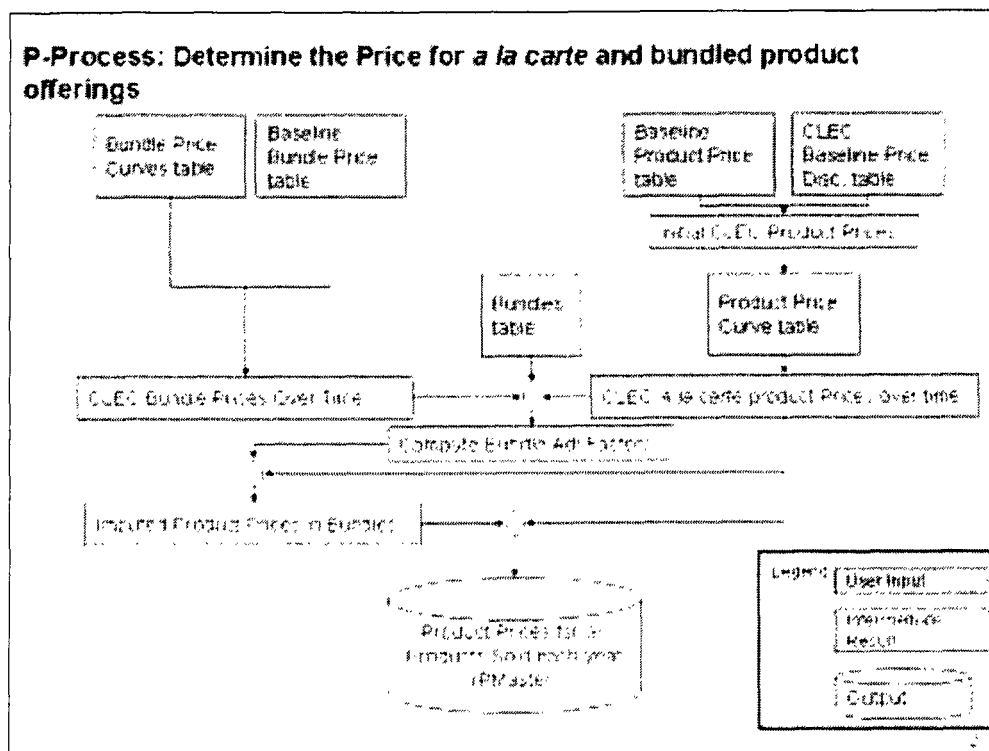 P-Process: Determine the Price for a la carte and bundled product
offerings
Bundle Price
Curves table
Baseline
Bundle Price
table
Baseline
Product Price
table
CLEC
Baseline Price
Disc. table
Initial CLEC Product Prices
Bundles
table
Product Price
Curve table
CLEC Bundle Prices Over Time
CLEC A la carte product Prices over time
Compute Bundle Adj Factors
Imputed Product Prices in Bundles
Product Prices for all
Products Sold each year
(PMaster
Legend
User Input
Intermediate
Result
Output